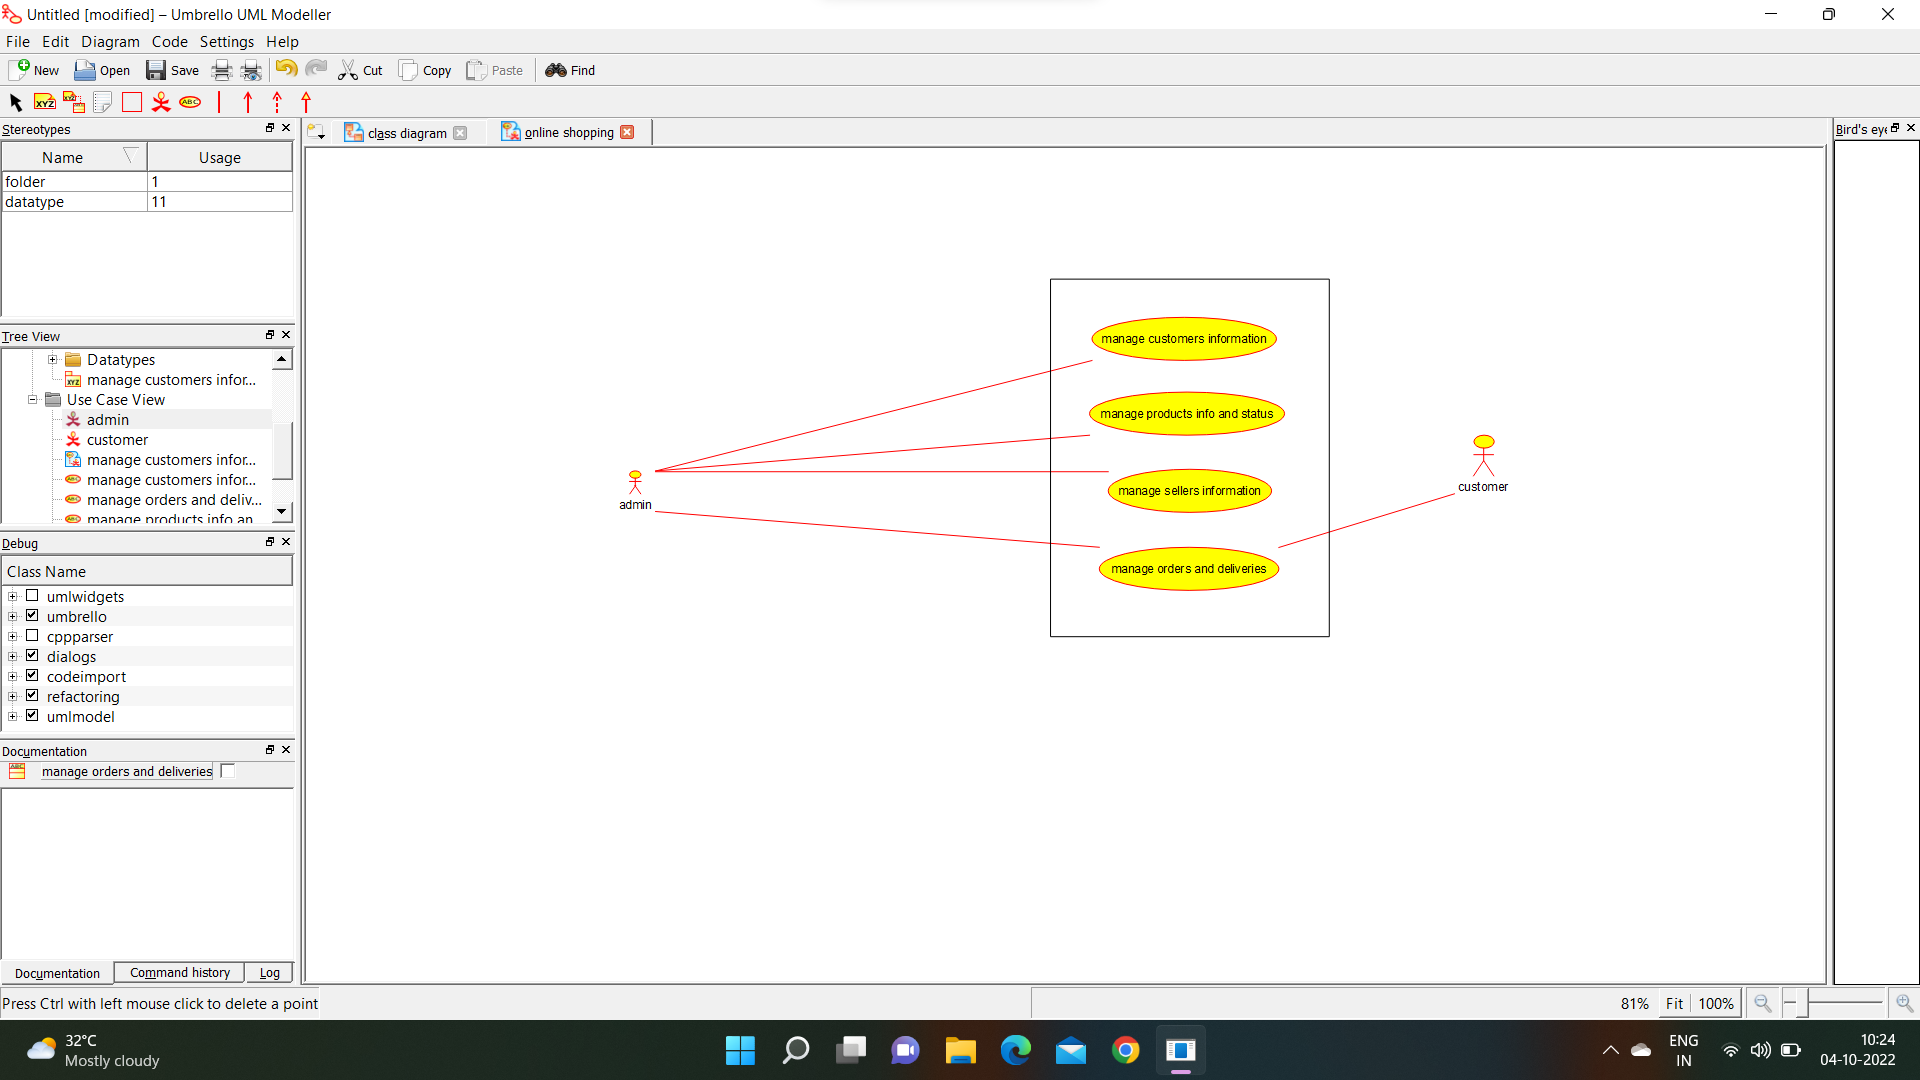 Untitled [modified] – Umbrello UML Modeller
File Edit Diagram Code Settings Help
New Open Save Cut Copy Paste Find
XYZ XYZ ABC
Stereotypes
Name Usage
folder 1
datatype 11
Tree View
Datatypes
manage customers infor...
Use Case View
admin
customer
manage customers infor...
manage customers infor...
manage orders and deliv...
manage products info an
Debug
Class Name
umlwidgets
umbrello
cppparser
dialogs
codeimport
refactoring
umlmodel
Documentation
manage orders and deliveries
Documentation Command history Log
class diagram online shopping
manage customers information
manage products info and status
manage sellers information
manage orders and deliveries
admin
customer
Bird's eye
Press Ctrl with left mouse click to delete a point
81% Fit 100%
32°C
Mostly cloudy
ENG
IN
10:24
04-10-2022